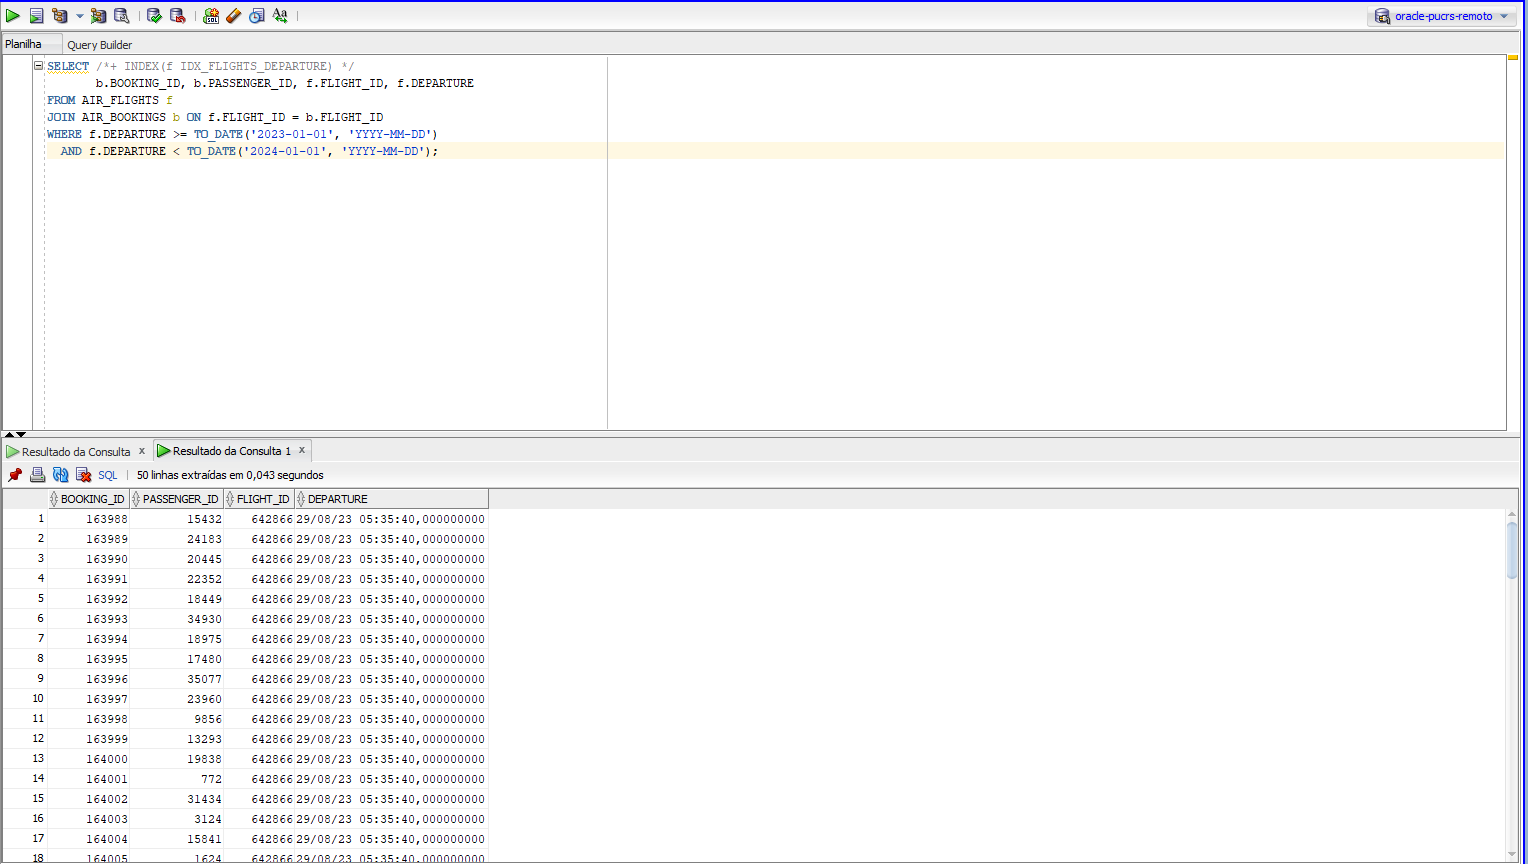 oracle-pucrs-remoto
Planilha Query Builder
SELECT /*+ INDEX(f IDX_FLIGHTS_DEPARTURE) */
b.BOOKING_ID, b.PASSENGER_ID, f.FLIGHT_ID, f.DEPARTURE
FROM AIR_FLIGHTS f
JOIN AIR_BOOKINGS b ON f.FLIGHT_ID = b.FLIGHT_ID
WHERE f.DEPARTURE >= TO_DATE('2023-01-01', 'YYYY-MM-DD')
AND f.DEPARTURE < TO_DATE('2024-01-01', 'YYYY-MM-DD');
Resultado da Consulta x Resultado da Consulta 1 x
SQL 50 linhas extraídas em 0,043 segundos
BOOKING_ID PASSENGER_ID FLIGHT_ID DEPARTURE
1 163988 15432 642866 29/08/23 05:35:40,000000000
2 163989 24183 642866 29/08/23 05:35:40,000000000
3 163990 20445 642866 29/08/23 05:35:40,000000000
4 163991 22352 642866 29/08/23 05:35:40,000000000
5 163992 18449 642866 29/08/23 05:35:40,000000000
6 163993 34930 642866 29/08/23 05:35:40,000000000
7 163994 18975 642866 29/08/23 05:35:40,000000000
8 163995 17480 642866 29/08/23 05:35:40,000000000
9 163996 35077 642866 29/08/23 05:35:40,000000000
10 163997 23960 642866 29/08/23 05:35:40,000000000
11 163998 9856 642866 29/08/23 05:35:40,000000000
12 163999 13293 642866 29/08/23 05:35:40,000000000
13 164000 19838 642866 29/08/23 05:35:40,000000000
14 164001 772 642866 29/08/23 05:35:40,000000000
15 164002 31434 642866 29/08/23 05:35:40,000000000
16 164003 3124 642866 29/08/23 05:35:40,000000000
17 164004 15841 642866 29/08/23 05:35:40,000000000
18 164005 1624 642866 29/08/23 05:35:40,000000000